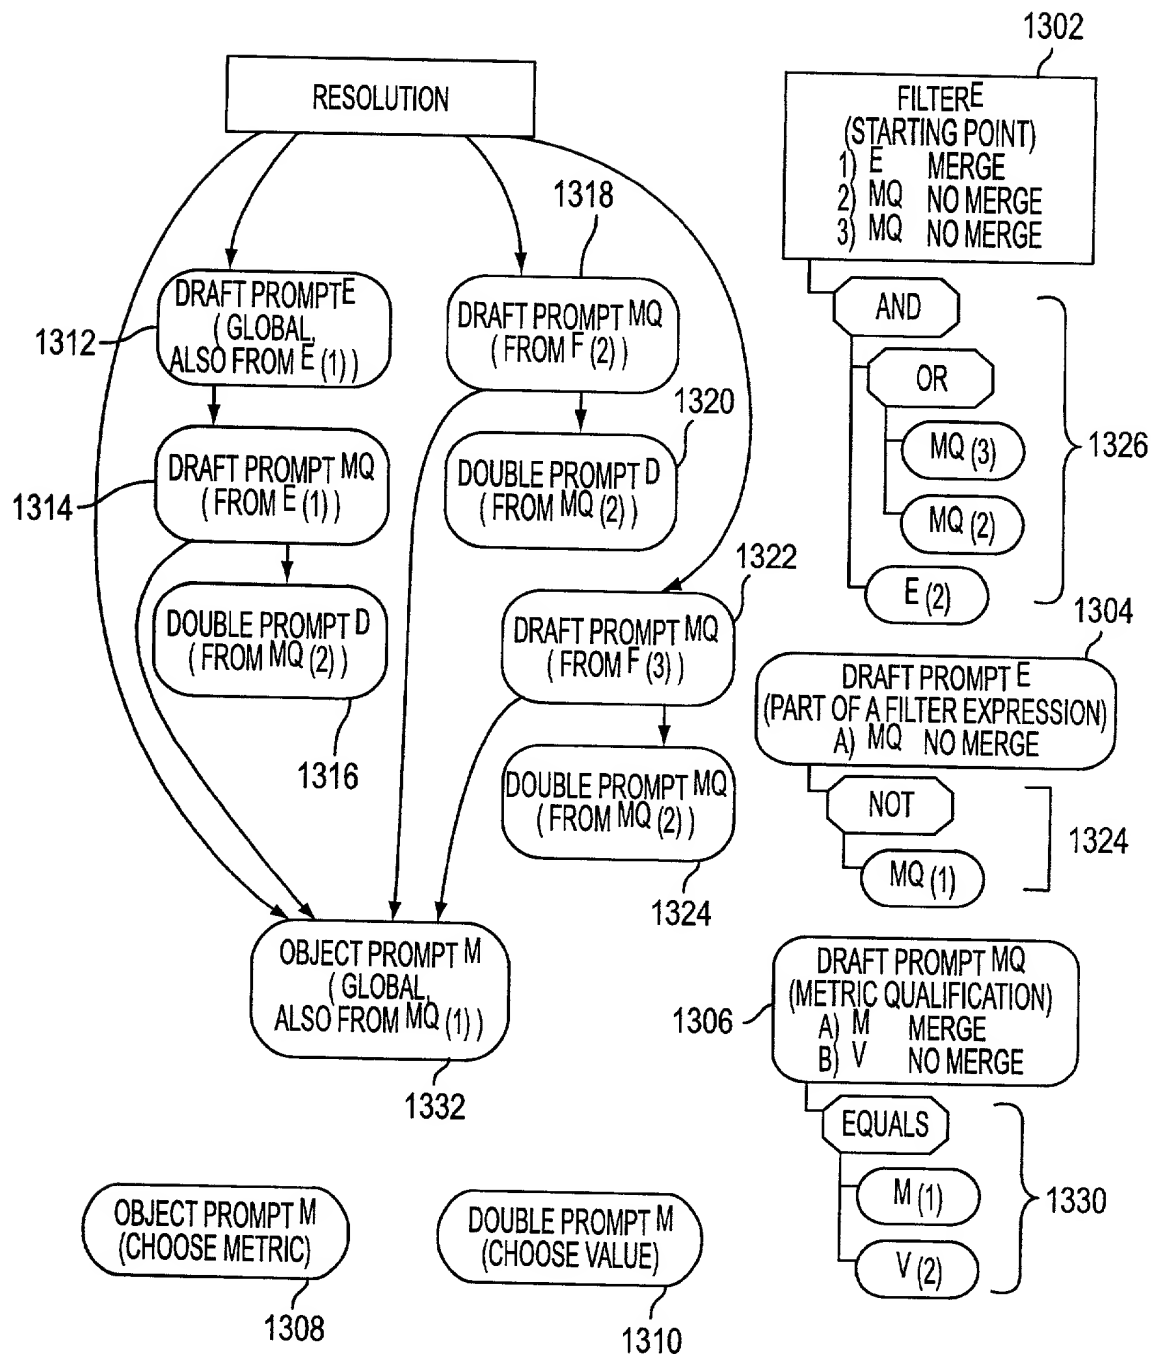 1302
RESOLUTION
FILTER E
(STARTING POINT)
1) E MERGE
2) MQ NO MERGE
3) MQ NO MERGE
1318
DRAFT PROMPT E
( GLOBAL,
ALSO FROM E (1) )
1312
DRAFT PROMPT MQ
( FROM F (2) )
AND
OR
MQ (3)
MQ (2)
E (2)
1326
1320
DRAFT PROMPT MQ
( FROM E (1) )
1314
DOUBLE PROMPT D
( FROM MQ (2) )
1322
DOUBLE PROMPT D
( FROM MQ (2) )
1316
DRAFT PROMPT MQ
( FROM F (3) )
1304
DRAFT PROMPT E
(PART OF A FILTER EXPRESSION)
A) MQ NO MERGE
DOUBLE PROMPT MQ
( FROM MQ (2) )
1324
NOT
MQ (1)
1324
OBJECT PROMPT M
( GLOBAL,
ALSO FROM MQ (1) )
1332
DRAFT PROMPT MQ
(METRIC QUALIFICATION)
A) M MERGE
B) V NO MERGE
1306
EQUALS
M (1)
V (2)
1330
OBJECT PROMPT M
(CHOOSE METRIC)
1308
DOUBLE PROMPT M
(CHOOSE VALUE)
1310